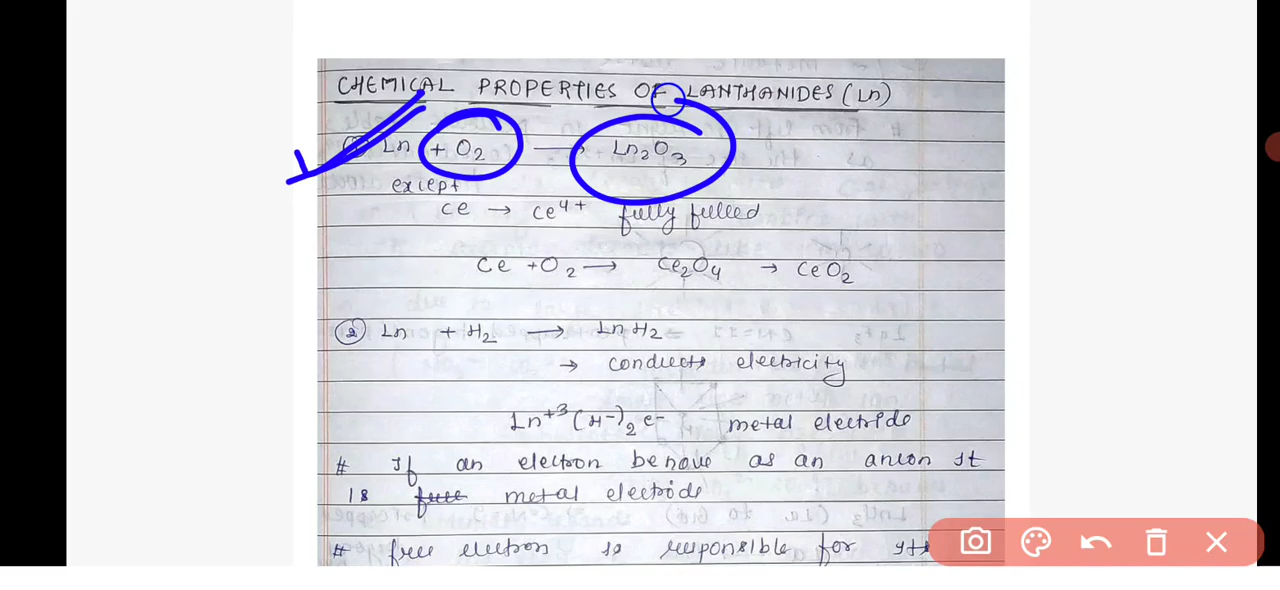 CHEMICAL PROPERTIES OF LANTHANIDES (Ln)
① Ln + O2 ⟶ Ln2O3
except
Ce → Ce4+ fully fulled
Ce + O2 ⟶ Ce2O4 → CeO2
② Ln + H2 ⟶ LnH2
→ conducts electricity
Ln+3 (H-)2 e- metal electride
# If an electron behave as an anion It
is metal electrode
# free electron is responsible for